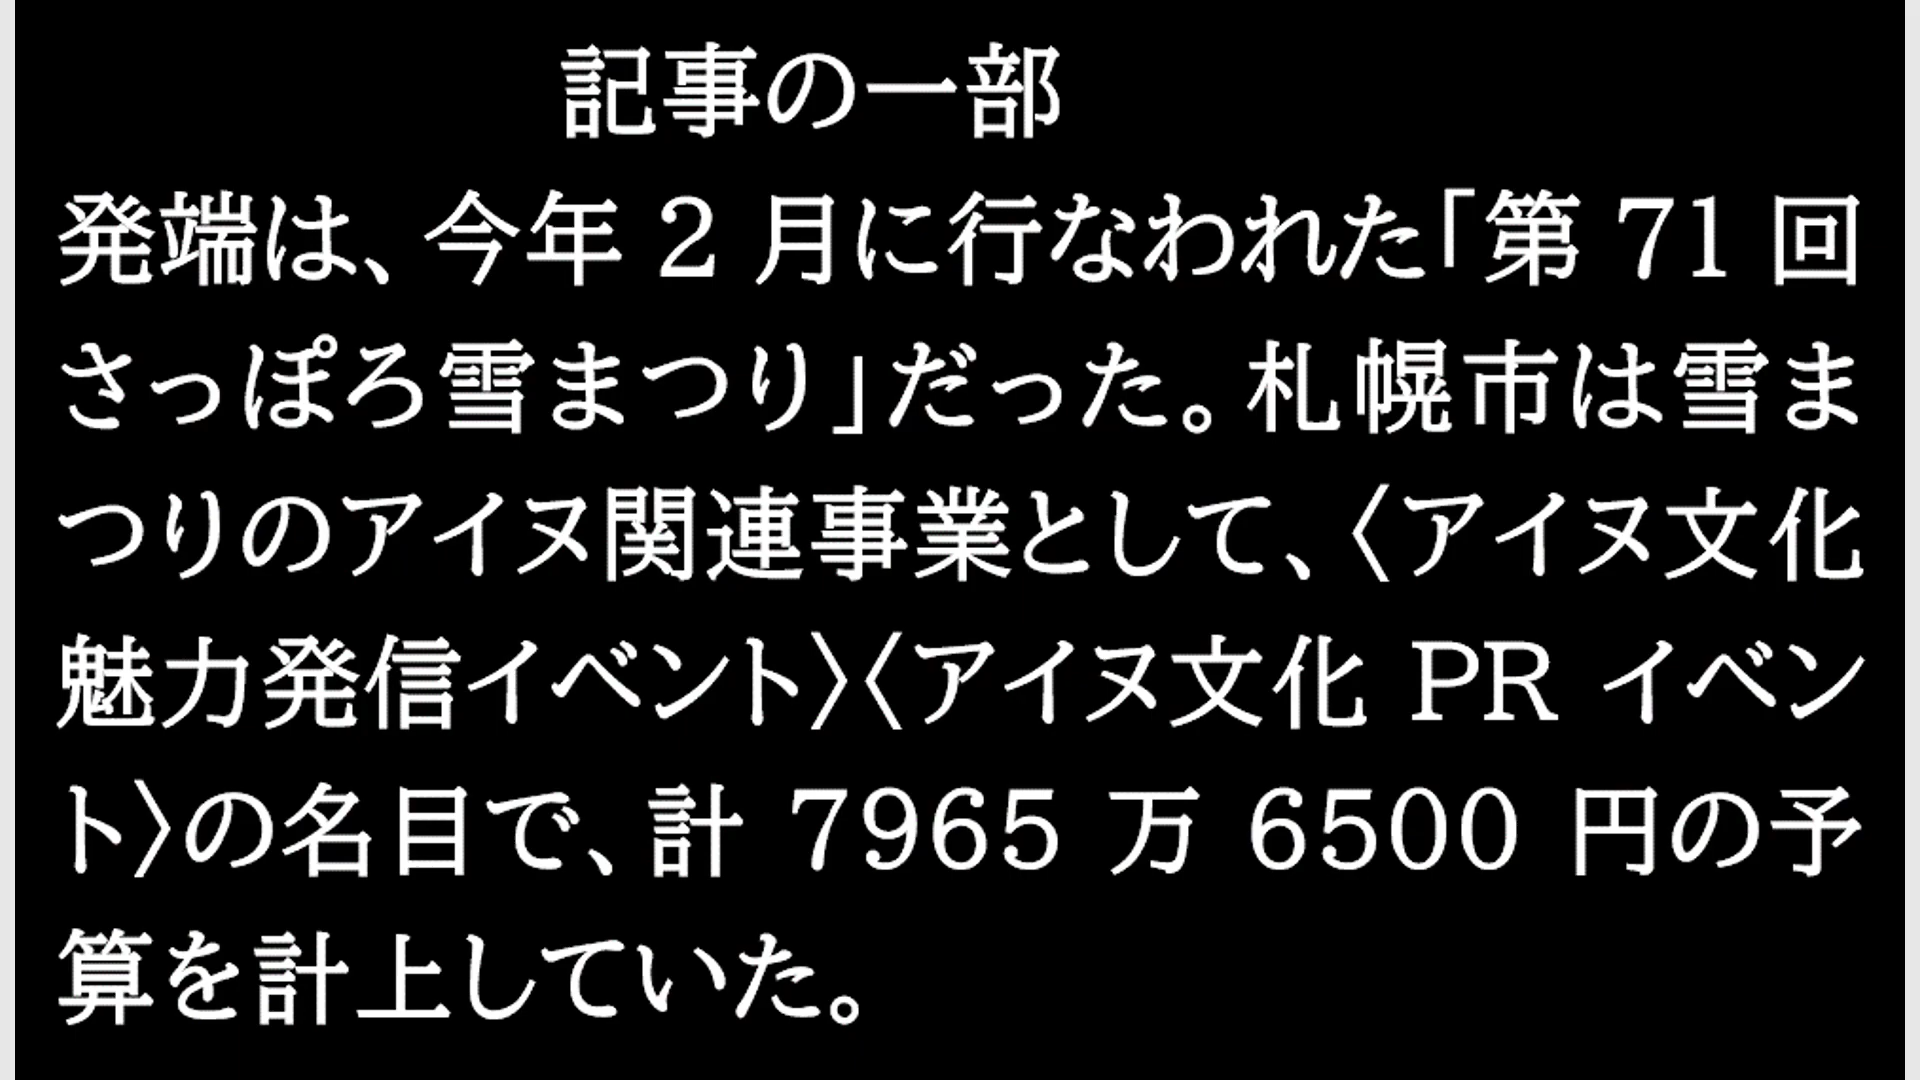 記事の一部
発端は、今年 2 月に行なわれた「第 71 回
さっぽろ雪まつり」だった。札幌市は雪ま
つりのアイヌ関連事業として、〈アイヌ文化
魅力発信イベント〉〈アイヌ文化 PR イベン
ト〉の名目で、計 7965 万 6500 円の予
算を計上していた。